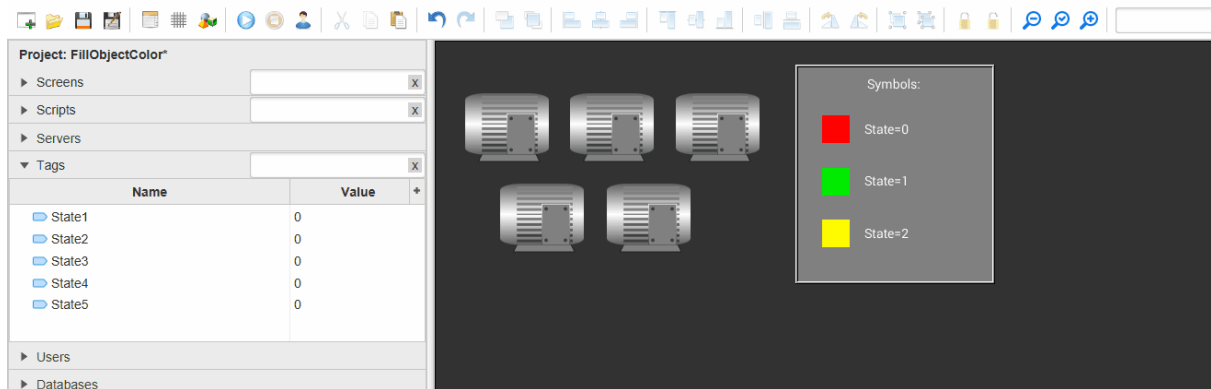 Project: FillObjectColor*
Screens
x
Scripts
x
Servers
Tags
x
Name Value +
State1 0
State2 0
State3 0
State4 0
State5 0
Users
Databases
Symbols:
State=0
State=1
State=2